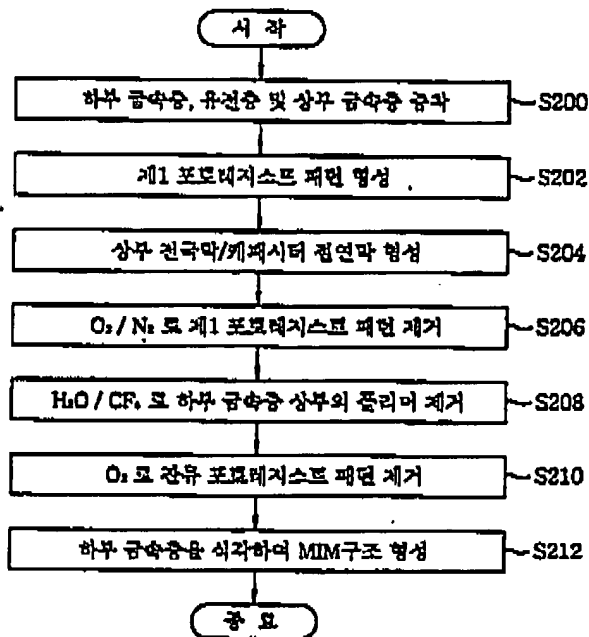 시 작
하부 금속층, 유전층 및 상부 금속층 증착
S200
제1 포토레지스트 패턴 형성
S202
상부 전극막/캐패시터 절연막 형성
S204
O₂ / N₂ 로 제1 포토레지스트 패턴 제거
S206
H₂O / CF₄ 로 하부 금속층 상부의 폴리머 제거
S208
O₂ 로 잔류 포토레지스트 패턴 제거
S210
하부 금속층을 식각하여 MIM구조 형성
S212
종 료